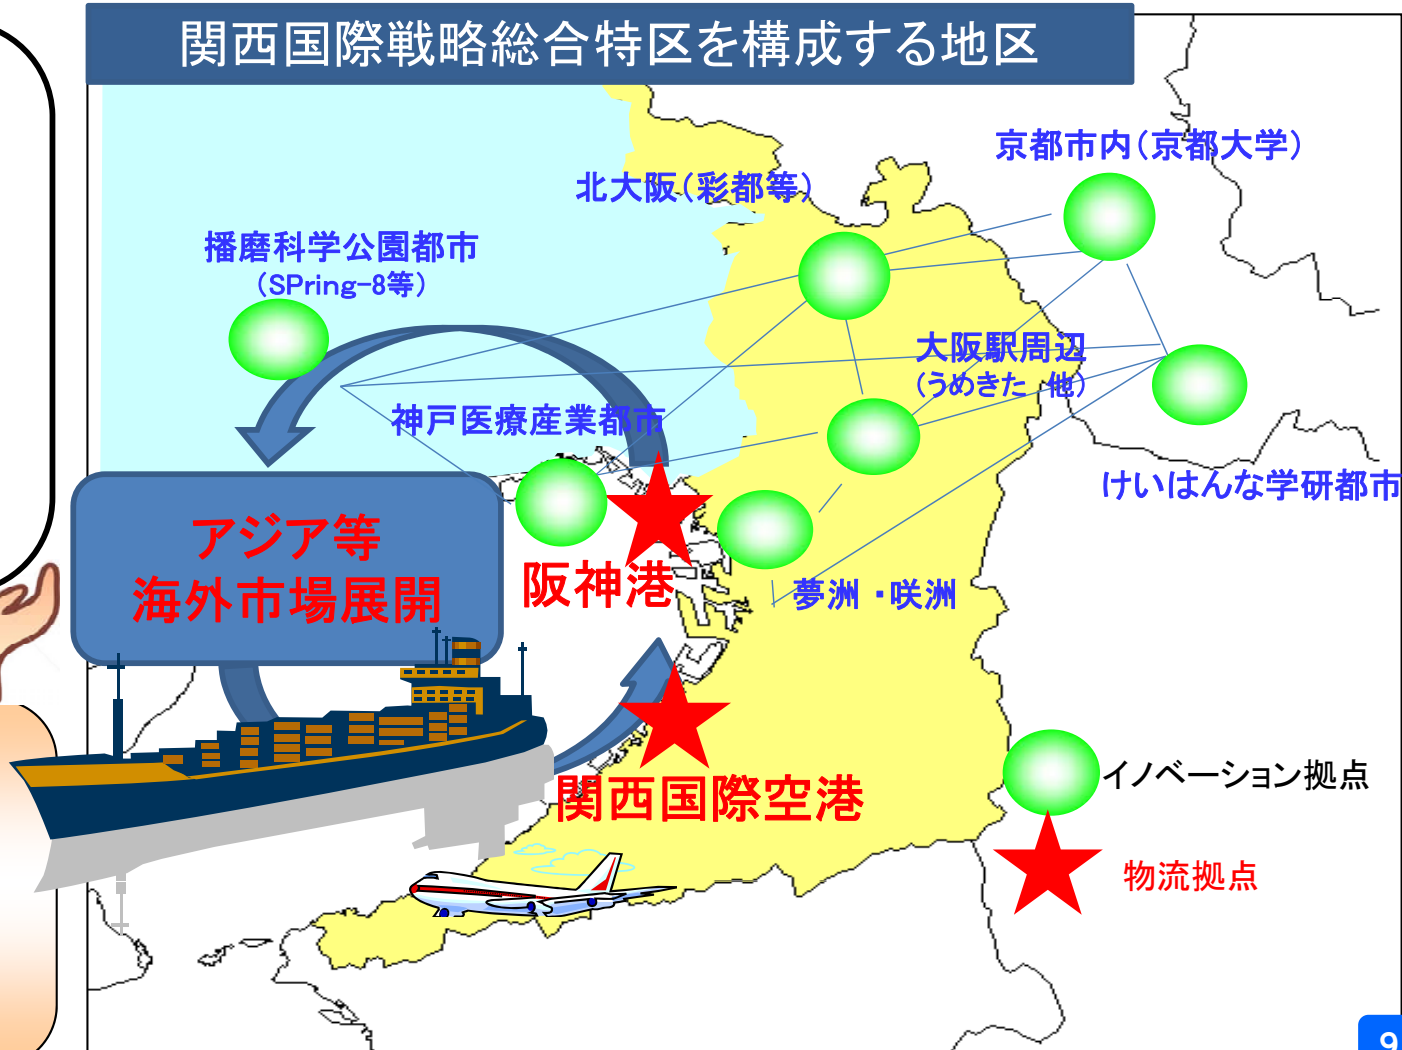 関西国際戦略総合特区を構成する地区
京都市内（京都大学）
北大阪（彩都等）
播磨科学公園都市
（SPring-8等）
大阪駅周辺
（うめきた 他）
神戸医療産業都市
けいはんな学研都市
アジア等
海外市場展開
阪神港
夢洲・咲洲
関西国際空港
イノベーション拠点
物流拠点
9